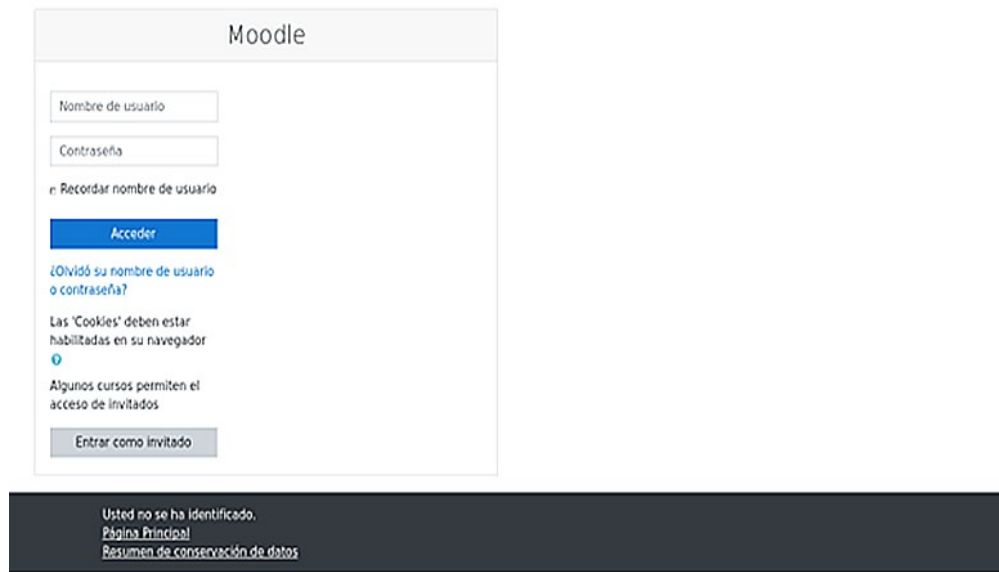 Moodle
Nombre de usuario
Contraseña
Recordar nombre de usuario
Acceder
¿Olvidó su nombre de usuario
o contraseña?
Las 'Cookies' deben estar
habilitadas en su navegador
Algunos cursos permiten el
acceso de invitados
Entrar como invitado
Usted no se ha identificado.
Página Principal
Resumen de conservación de datos